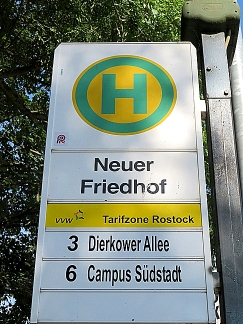 H
Neuer
Friedhof
VVW Tarifzone Rostock
3 Dierkower Allee
6 Campus Südstadt